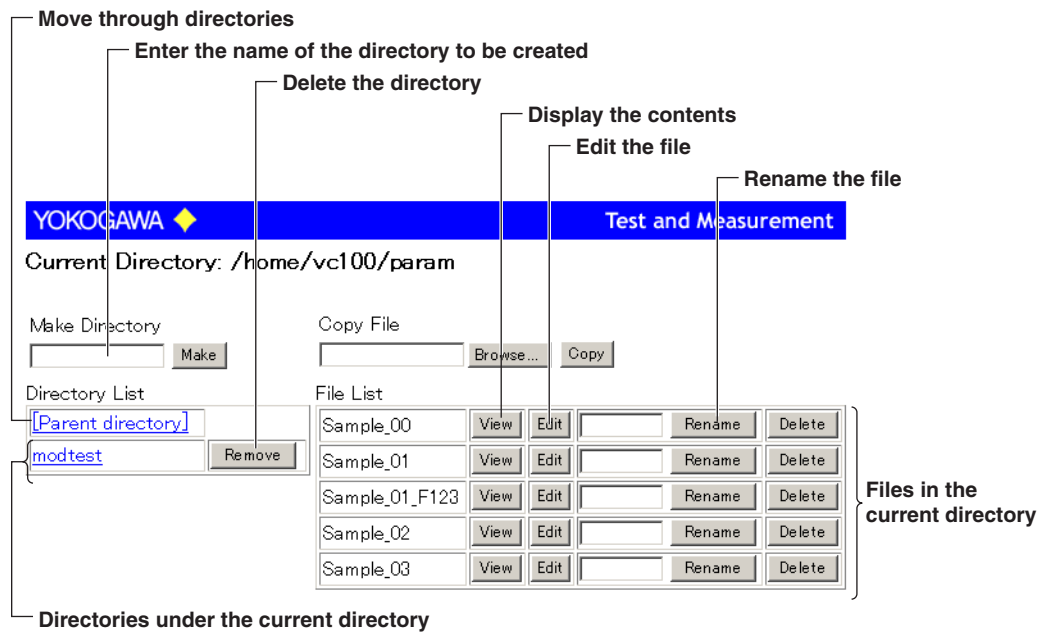 Move through directories
Enter the name of the directory to be created
Delete the directory
Display the contents
Edit the file
Rename the file
YOKOGAWA Test and Measurement
Current Directory: /home/vc100/param
Make Directory
Make
Copy File
Browse... Copy
Directory List
[Parent directory]
modtest Remove
File List
Sample_00 View Edit Rename Delete
Sample_01 View Edit Rename Delete
Sample_01_F123 View Edit Rename Delete
Sample_02 View Edit Rename Delete
Sample_03 View Edit Rename Delete
Files in the
current directory
Directories under the current directory